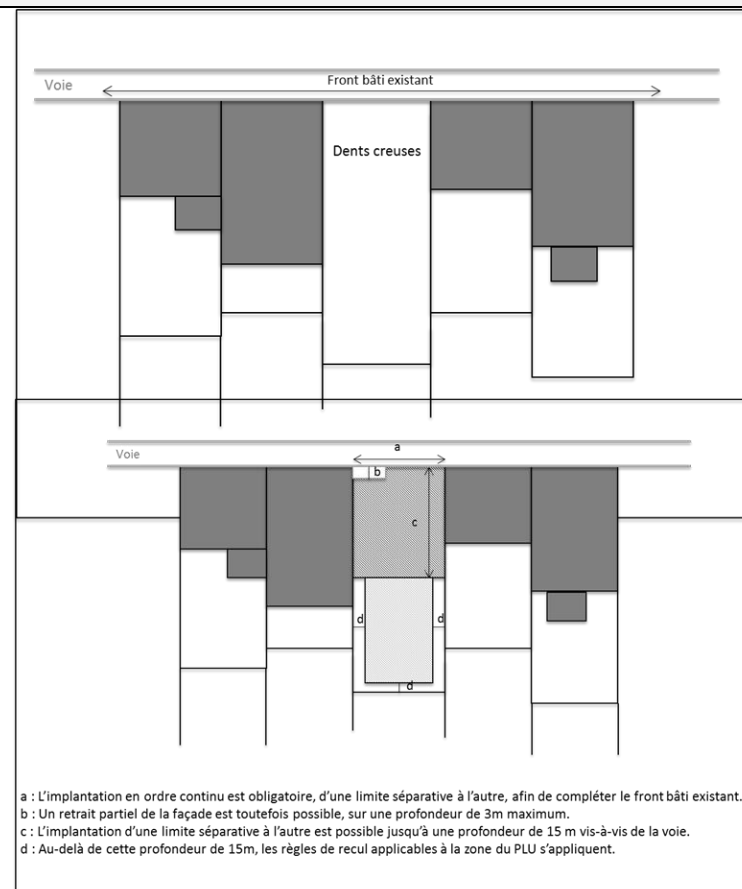 Voie
Front bâti existant
Dents creuses
Voie
a
b
c
d
d
d
a : L'implantation en ordre continu est obligatoire, d'une limite séparative à l'autre, afin de compléter le front bâti existant.
b : Un retrait partiel de la façade est toutefois possible, sur une profondeur de 3m maximum.
c : L'implantation d'une limite séparative à l'autre est possible jusqu'à une profondeur de 15 m vis-à-vis de la voie.
d : Au-delà de cette profondeur de 15m, les règles de recul applicables à la zone du PLU s'appliquent.